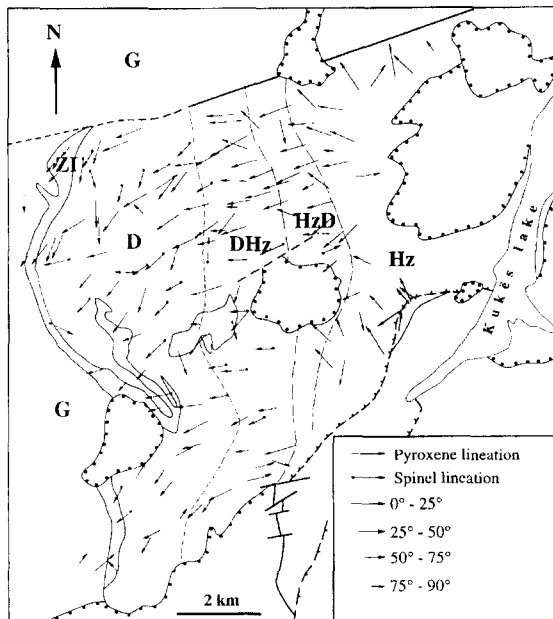 N
G
ZI
D
DHz
HzD
Hz
Kukës lake
G
2 km
Pyroxene lineation
Spinel lineation
0° - 25°
25° - 50°
50° - 75°
75° - 90°